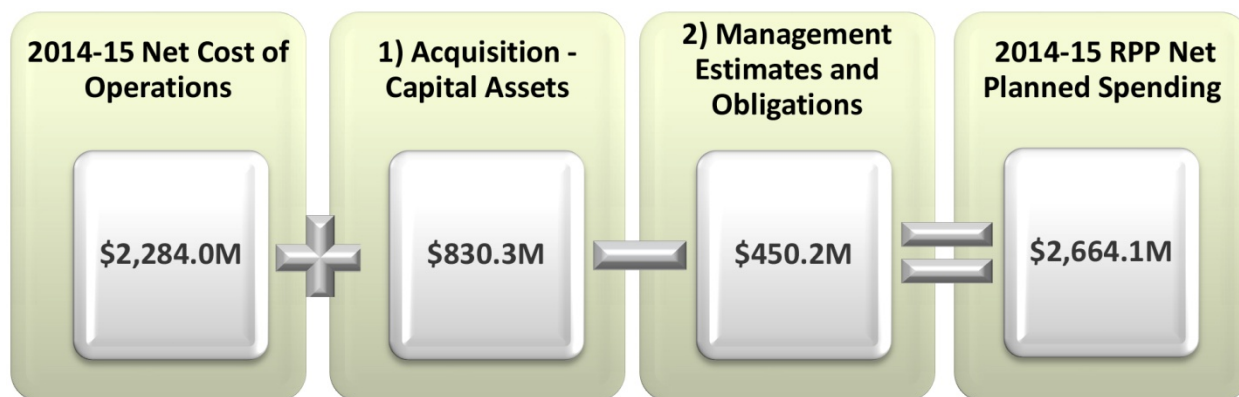 2014-15 Net Cost of
Operations
$2,284.0M
1) Acquisition -
Capital Assets
$830.3M
2) Management
Estimates and
Obligations
$450.2M
2014-15 RPP Net
Planned Spending
$2,664.1M